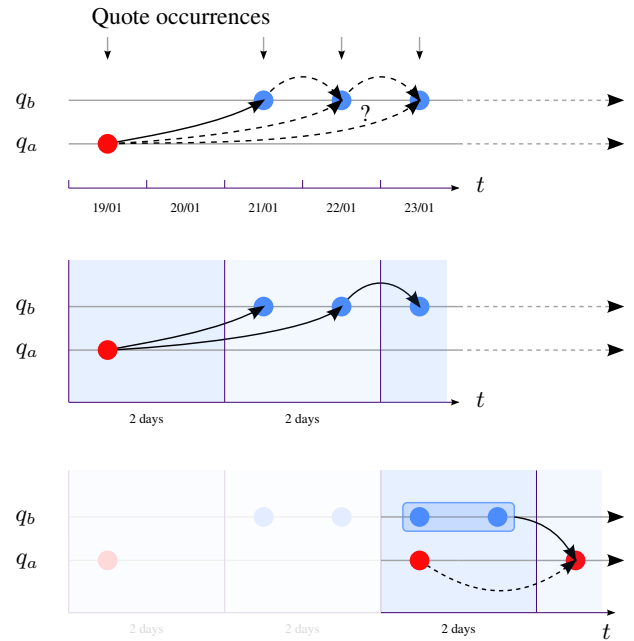 Quote occurrences
q_b
?
q_a
t
19/01 20/01 21/01 22/01 23/01
q_b
q_a
t
2 days 2 days
q_b
q_a
2 days 2 days 2 days t